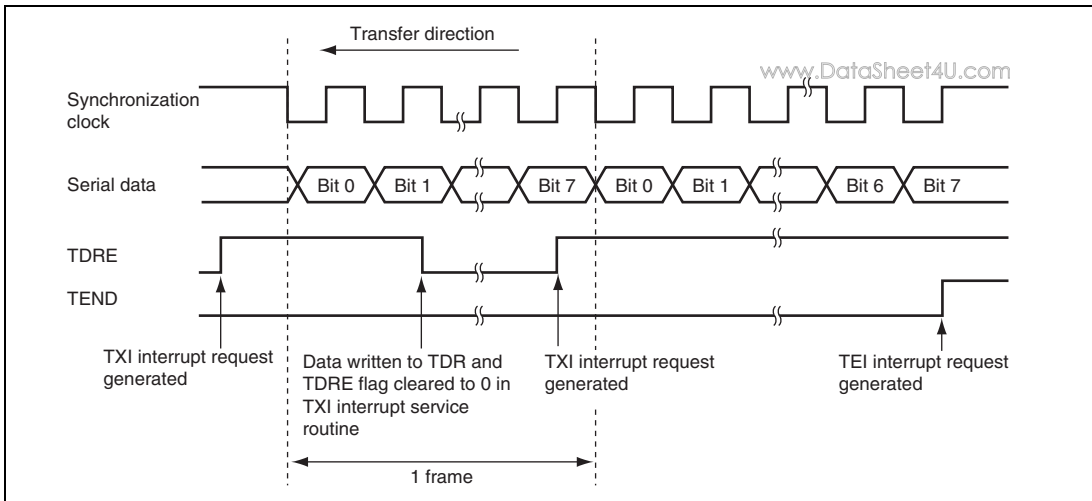 Transfer direction
www.DataSheet4U.com
Synchronization
clock
Serial data
Bit 0
Bit 1
Bit 7
Bit 0
Bit 1
Bit 6
Bit 7
TDRE
TEND
TXI interrupt request
generated
Data written to TDR and
TDRE flag cleared to 0 in
TXI interrupt service
routine
TXI interrupt request
generated
TEI interrupt request
generated
1 frame